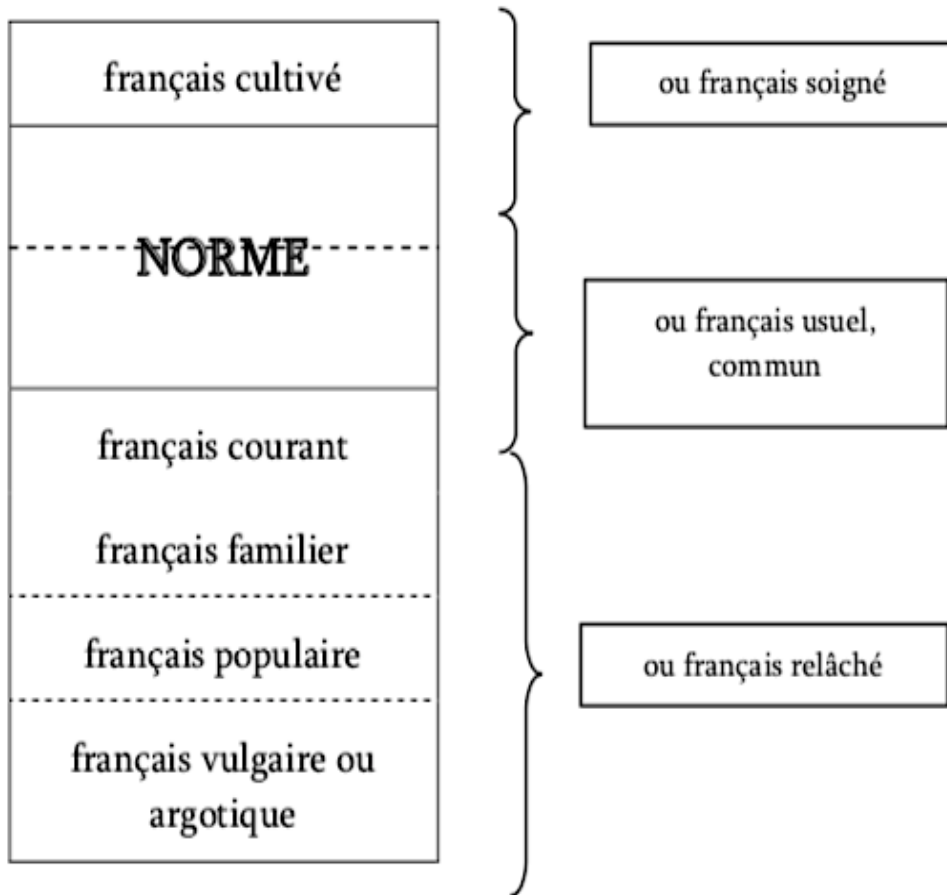 français cultivé
ou français soigné
NORME
ou français usuel,
commun
français courant
français familier
français populaire
ou français relâché
français vulgaire ou
argotique